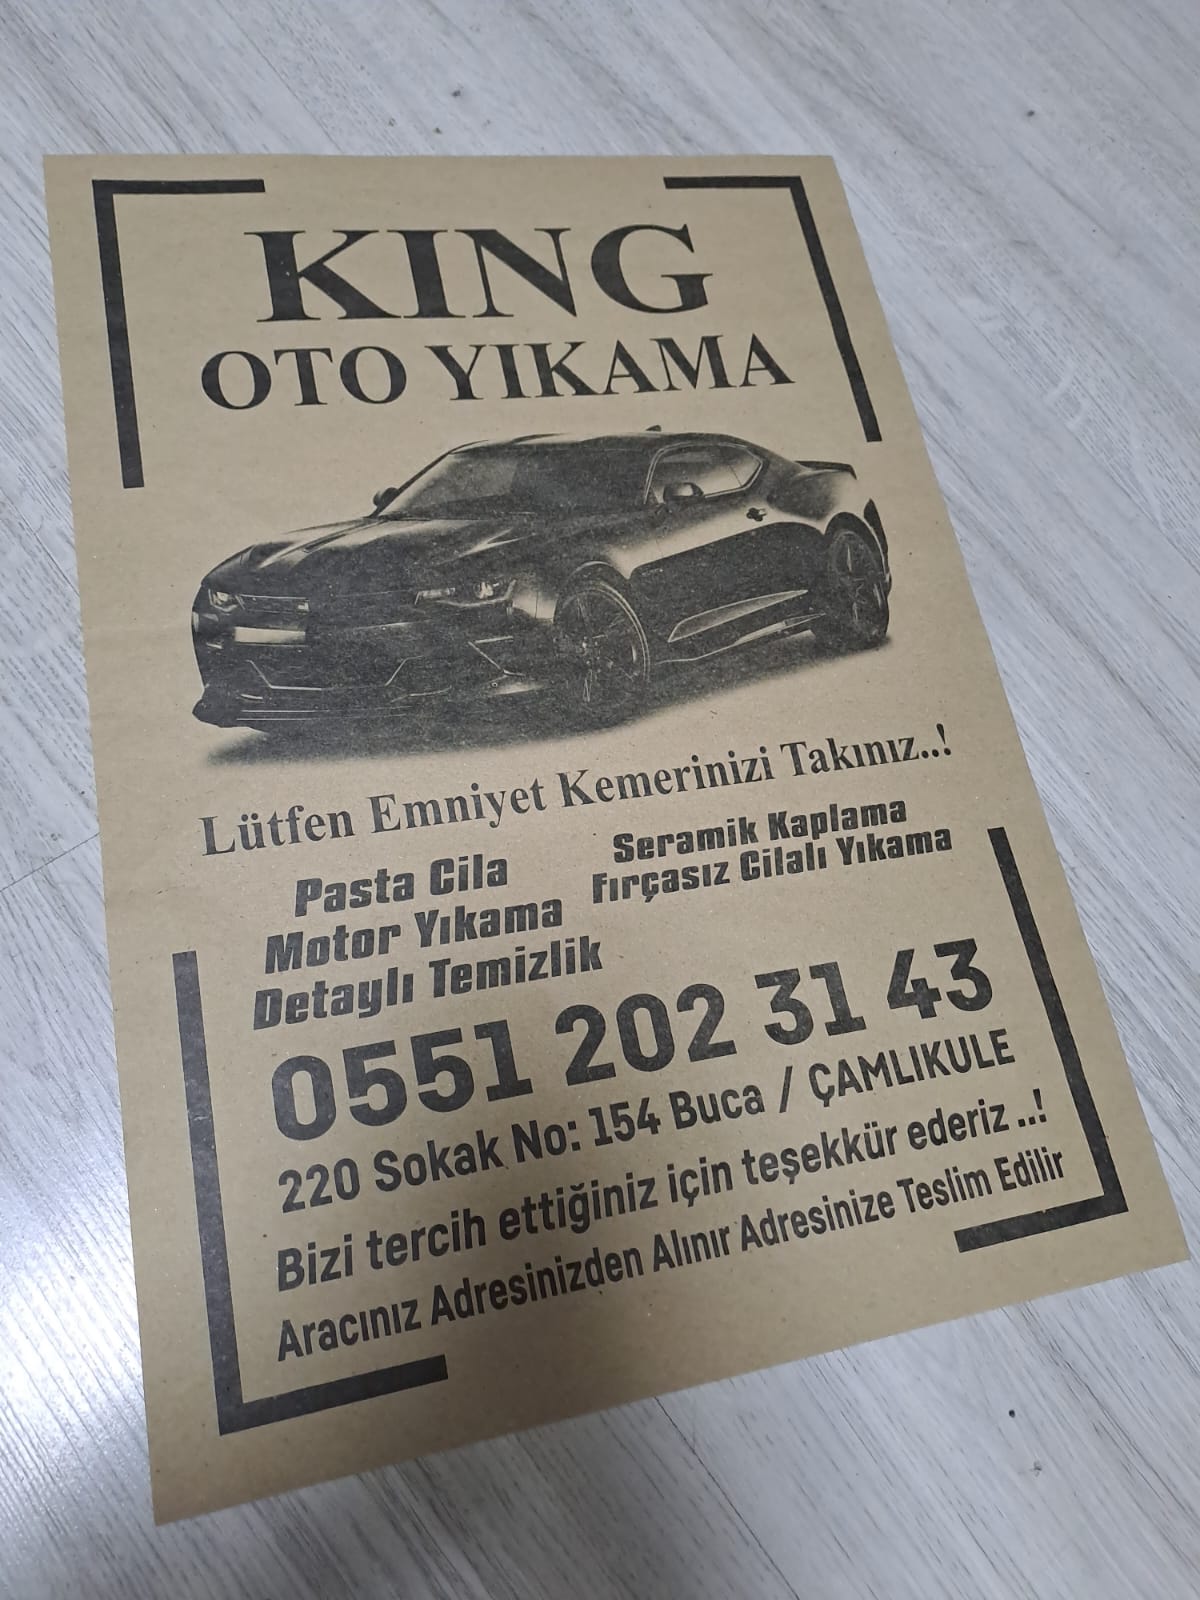 KING
OTO YIKAMA
Lütfen Emniyet Kemerinizi Takınız..!
Pasta Cila
Motor Yıkama
Detaylı Temizlik
Seramik Kaplama
Fırçasız Cilalı Yıkama
0551 202 31 43
220 Sokak No: 154 Buca / ÇAMLIKULE
Bizi tercih ettiğiniz için teşekkür ederiz ..!
Aracınız Adresinizden Alınır Adresinize Teslim Edilir